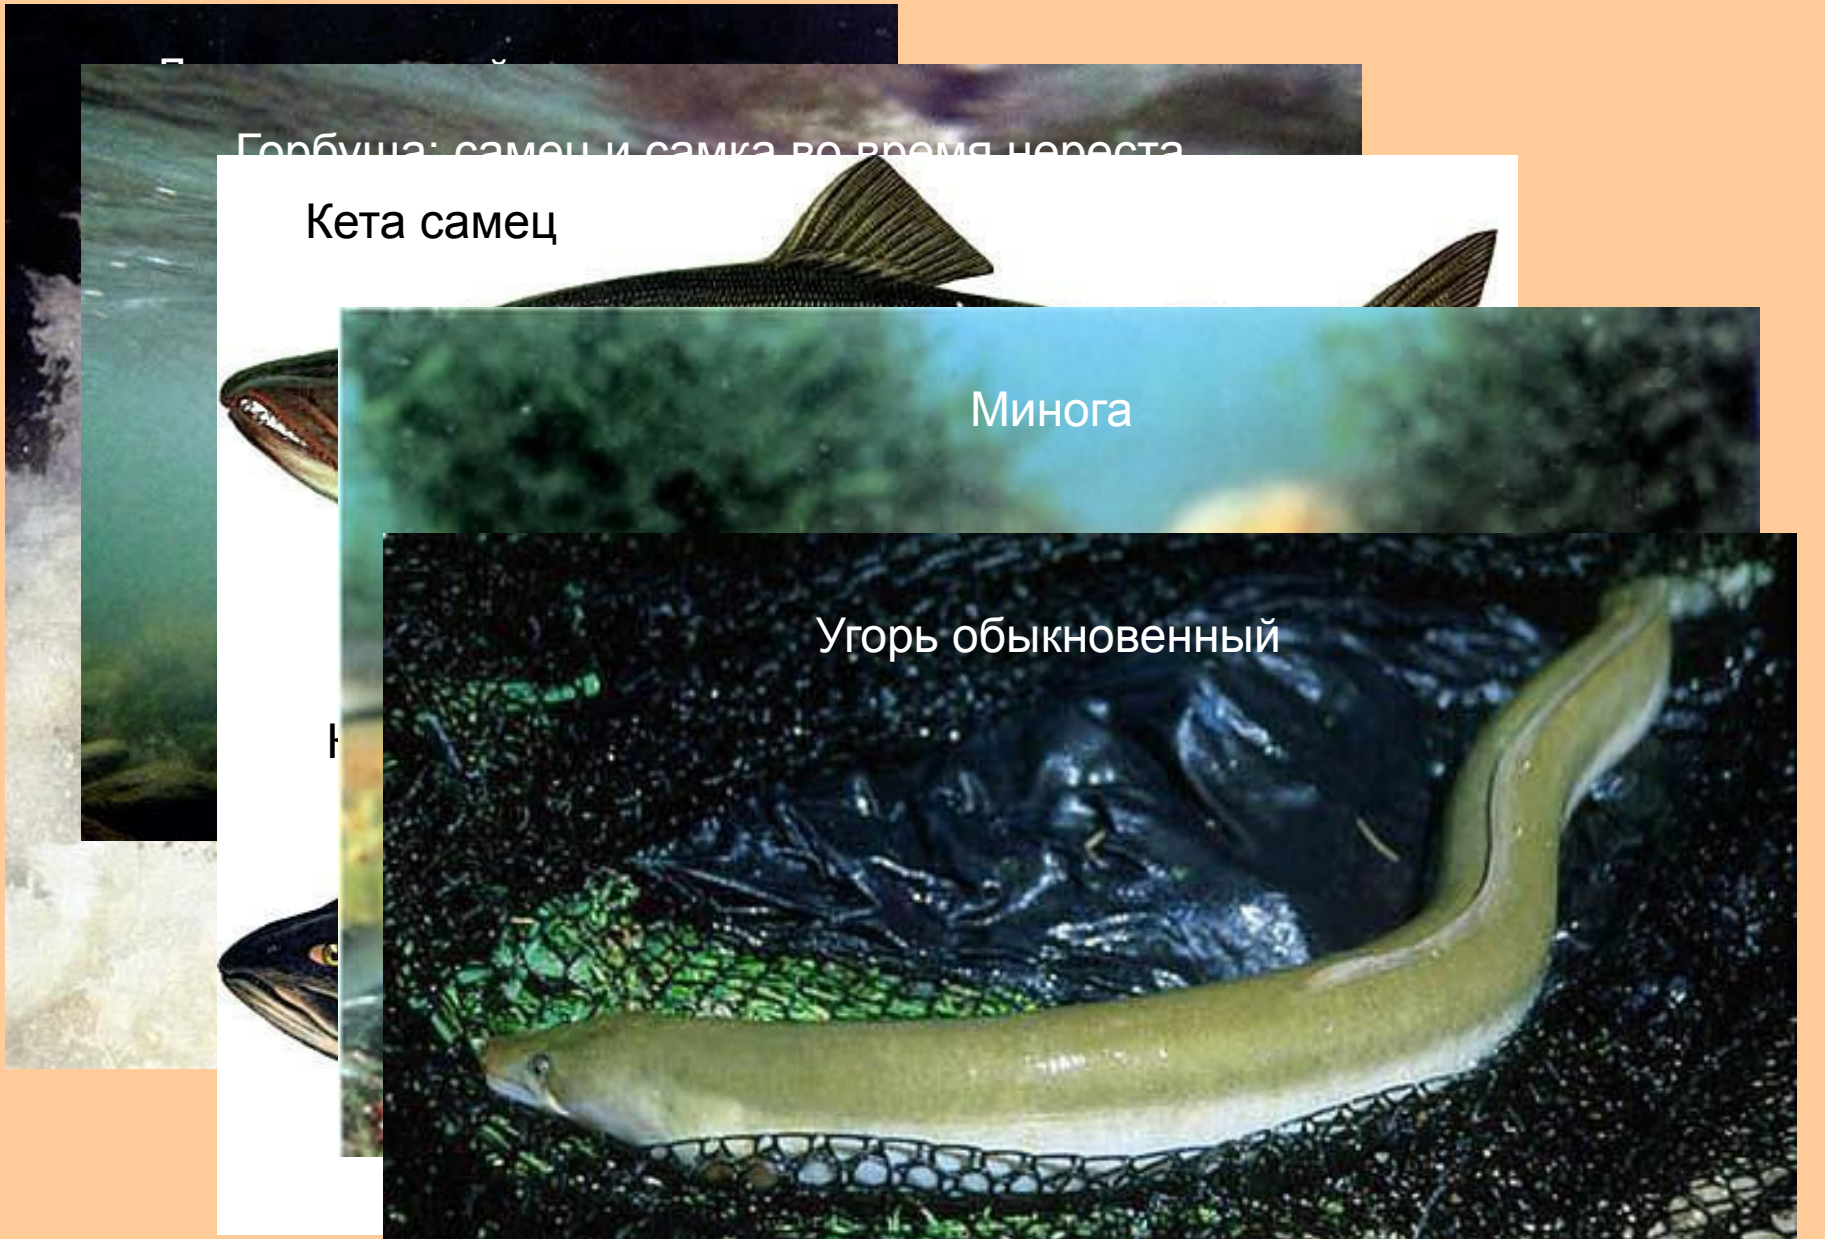 Горбуша: самец и самка во время нереста
Кета самец
Минога
Угорь обыкновенный